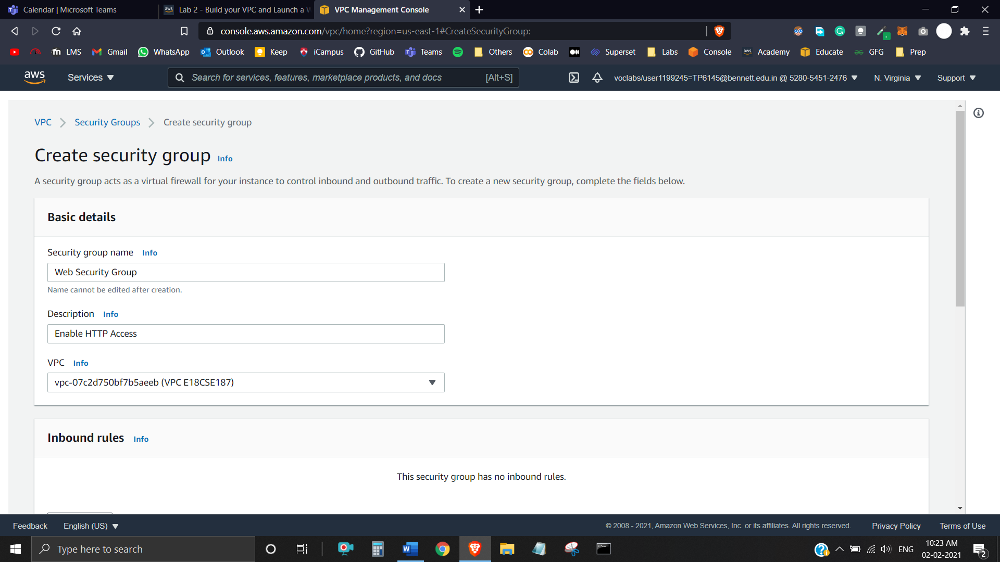 Calendar | Microsoft Teams
aws Lab 2 - Build your VPC and Launch a W
VPC Management Console
console.aws.amazon.com/vpc/home?region=us-east-1#CreateSecurityGroup:
LMS Gmail WhatsApp Outlook Keep iCampus GitHub Teams Others Colab Superset Labs Console aws Academy Educate GFG Prep
aws Services Search for services, features, marketplace products, and docs [Alt+S] voclabs/user1199245=TP6145@bennett.edu.in @ 5280-5451-2476 N. Virginia Support
VPC Security Groups Create security group
Create security group Info
A security group acts as a virtual firewall for your instance to control inbound and outbound traffic. To create a new security group, complete the fields below.
Basic details
Security group name Info
Web Security Group
Name cannot be edited after creation.
Description Info
Enable HTTP Access
VPC Info
vpc-07c2d750bf7b5aeeb (VPC E18CSE187)
Inbound rules Info
This security group has no inbound rules.
Feedback English (US) © 2008 - 2021, Amazon Web Services, Inc. or its affiliates. All rights reserved. Privacy Policy Terms of Use
Type here to search
ENG
10:23 AM
02-02-2021
2